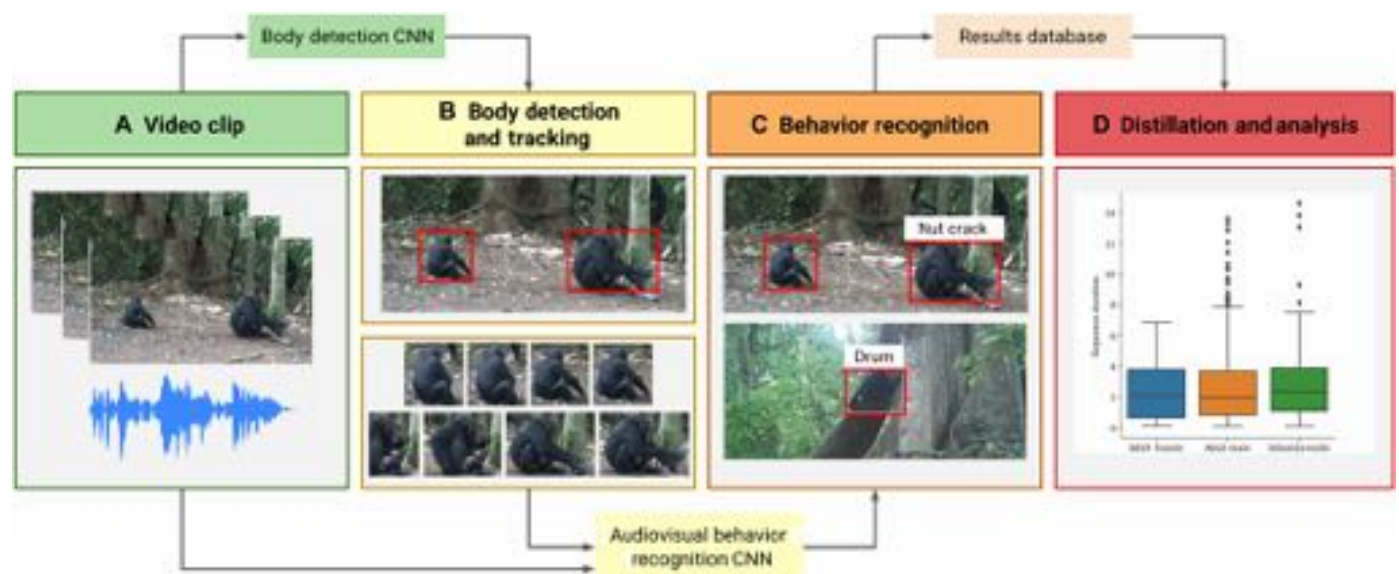 Body detection CNN
Results database
A Video clip
B Body detection
and tracking
C Behavior recognition
D Distillation and analysis
Nut crack
Drum
Audiovisual behavior
recognition CNN